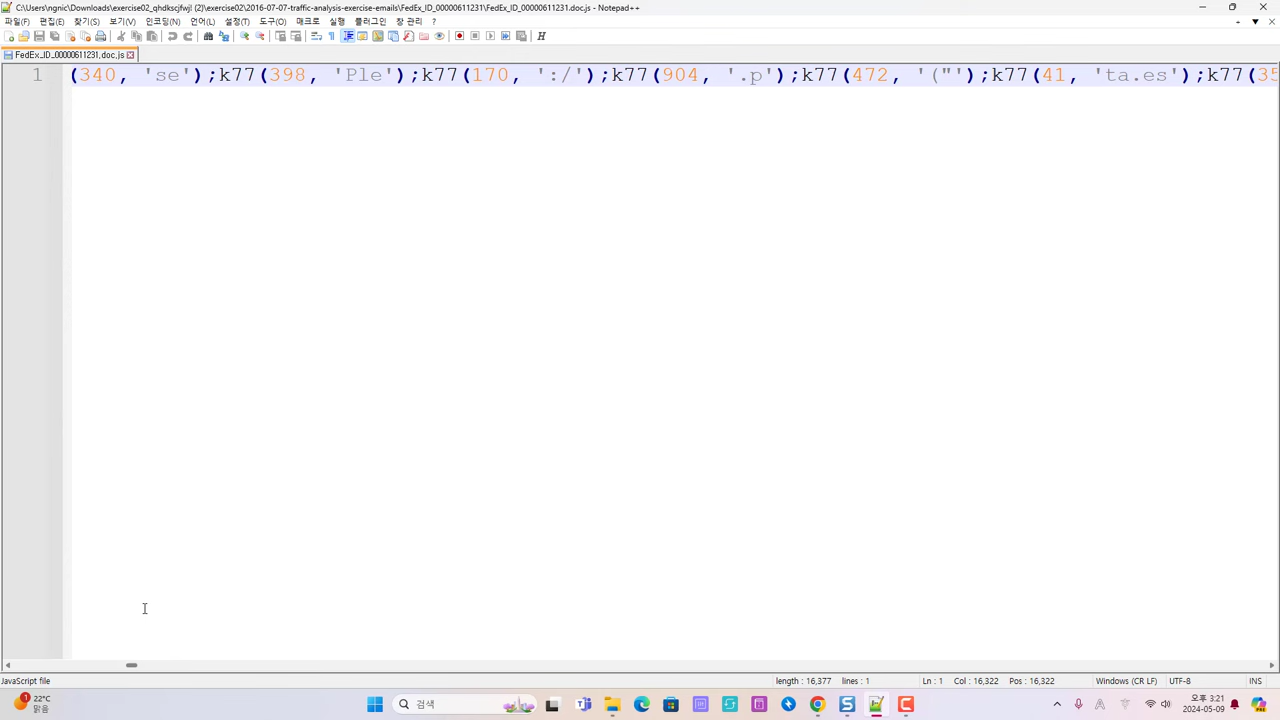 C:\Users\ngnic\Downloads\exercise02_qhdkscjfwjl (2)\exercise02\2016-07-07-traffic-analysis-exercise-emails\FedEx_ID_00000611231\FedEx_ID_00000611231.doc.js - Notepad++
파일(F) 편집(E) 찾기(S) 보기(V) 인코딩(N) 언어(L) 설정(T) 도구(O) 매크로 실행 플러그인 창 관리 ?
FedEx_ID_00000611231.doc.js
1 (340, 'se');k77(398, 'Ple');k77(170, ':/');k77(904, '.p');k77(472, '("');k77(41, 'ta.es');k77(35
JavaScript file length : 16,377 lines : 1 Ln : 1 Col : 16,322 Pos : 16,322 Windows (CR LF) UTF-8 INS
1 22°C
맑음
검색
오후 3:21
2024-05-09